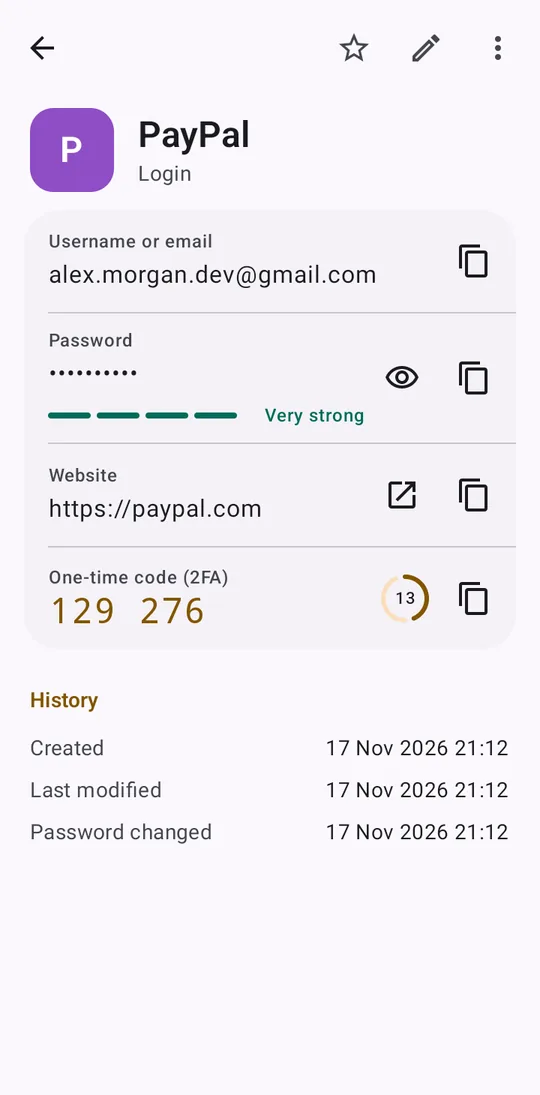 P
PayPal
Login
Username or email
alex.morgan.dev@gmail.com
Password
••••••••••
Very strong
Website
https://paypal.com
One-time code (2FA)
129 276
13
History
Created 17 Nov 2026 21:12
Last modified 17 Nov 2026 21:12
Password changed 17 Nov 2026 21:12